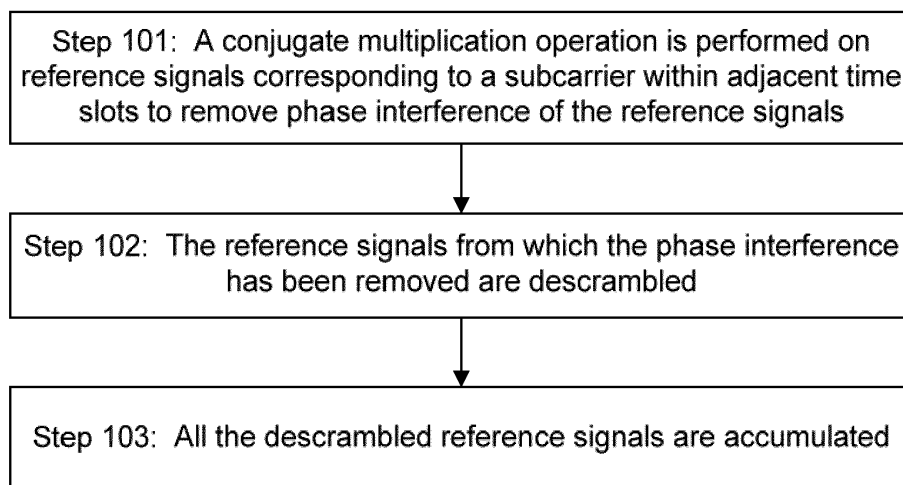 Step 101: A conjugate multiplication operation is performed on
reference signals corresponding to a subcarrier within adjacent time
slots to remove phase interference of the reference signals
Step 102: The reference signals from which the phase interference
has been removed are descrambled
Step 103: All the descrambled reference signals are accumulated